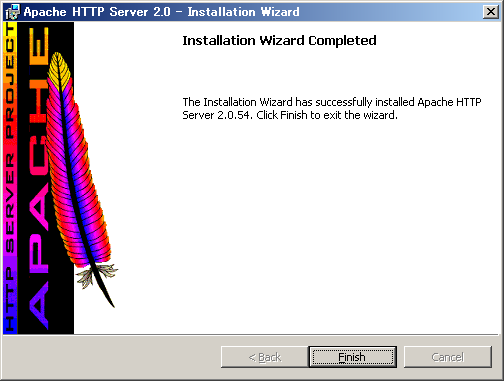 Apache HTTP Server 2.0 - Installation Wizard
HTTP SERVER PROJECT
APACHE
Installation Wizard Completed
The Installation Wizard has successfully installed Apache HTTP
Server 2.0.54. Click Finish to exit the wizard.
< Back
Finish
Cancel